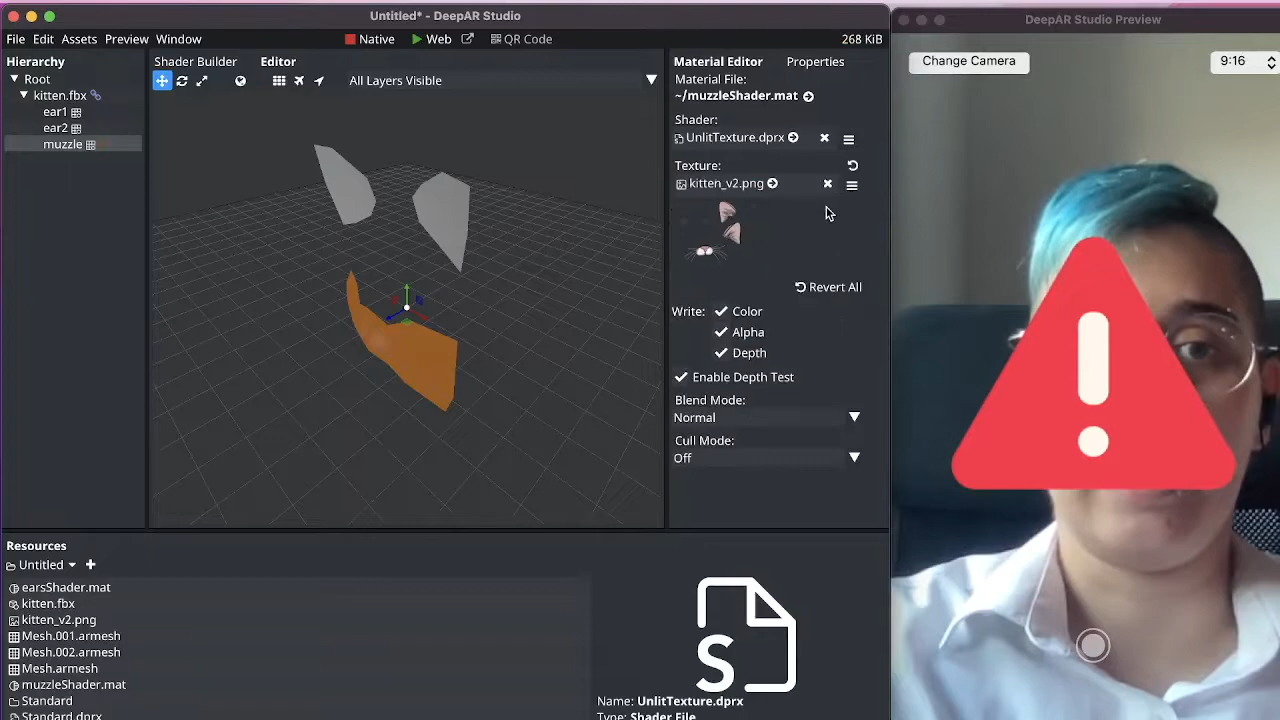 Untitled* - DeepAR Studio
File Edit Assets Preview Window
Native
Web
QR Code
268 KiB
Hierarchy
Root
kitten.fbx
ear1
ear2
muzzle
Shader Builder
Editor
All Layers Visible
Material Editor
Properties
Material File:
~/muzzleShader.mat
Shader:
UnlitTexture.dprx
Texture:
kitten_v2.png
Revert All
Write:
Color
Alpha
Depth
Enable Depth Test
Blend Mode:
Normal
Cull Mode:
Off
Resources
Untitled
earsShader.mat
kitten.fbx
kitten_v2.png
Mesh.001.armesh
Mesh.002.armesh
Mesh.armesh
muzzleShader.mat
Standard
Standard.dprx
S
Name: UnlitTexture.dprx
Type: Shader File
DeepAR Studio Preview
Change Camera
9:16
!